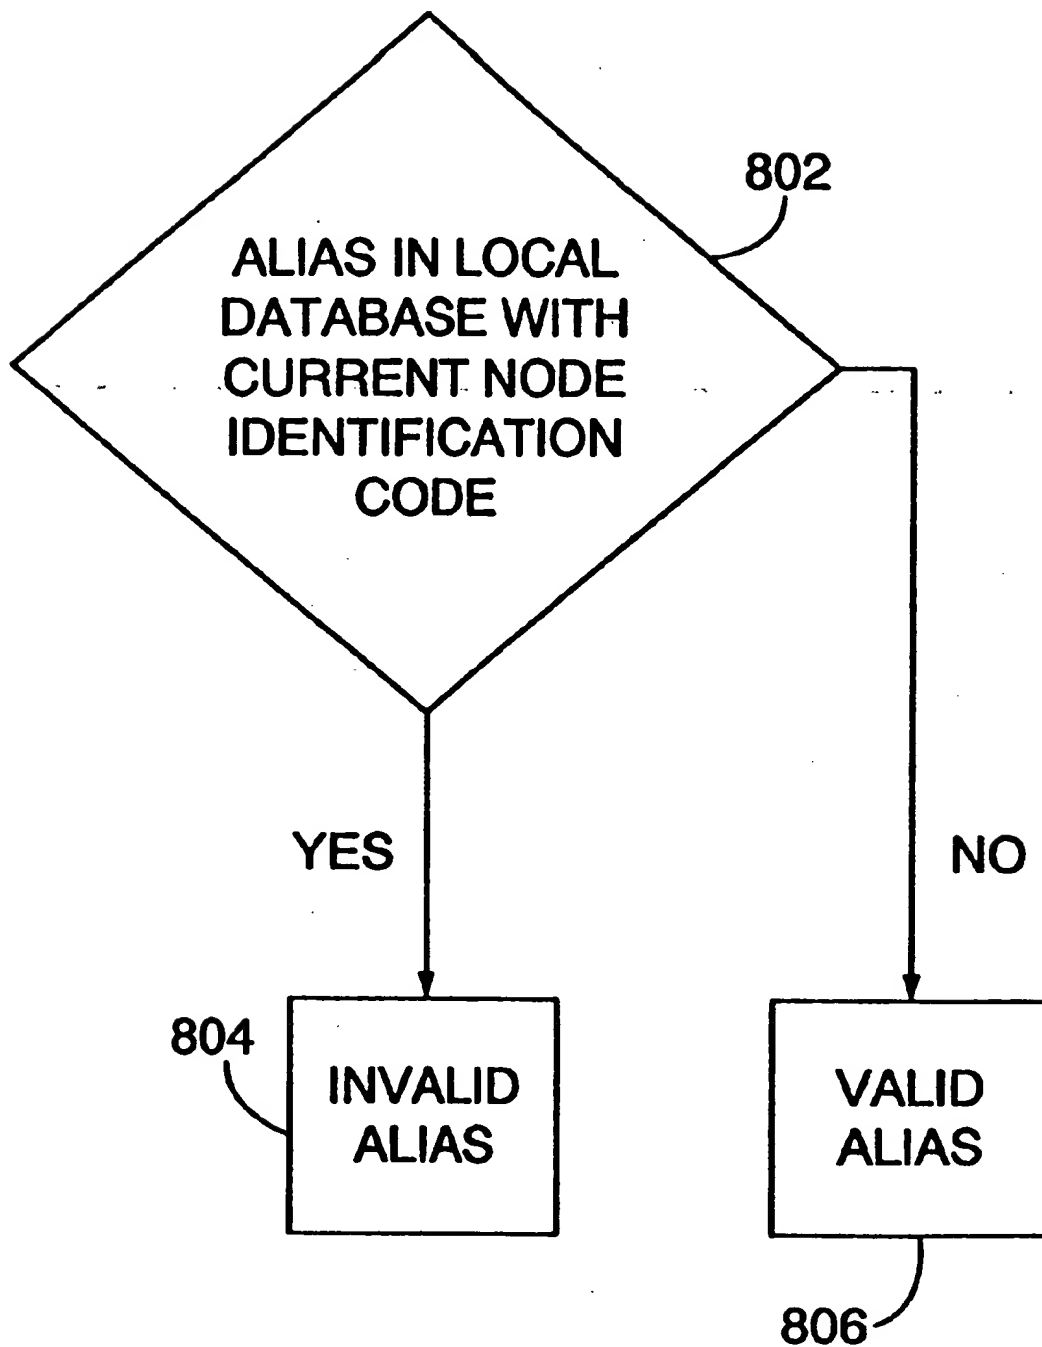 802
ALIAS IN LOCAL
DATABASE WITH
CURRENT NODE
IDENTIFICATION
CODE
YES
NO
804
INVALID
ALIAS
VALID
ALIAS
806